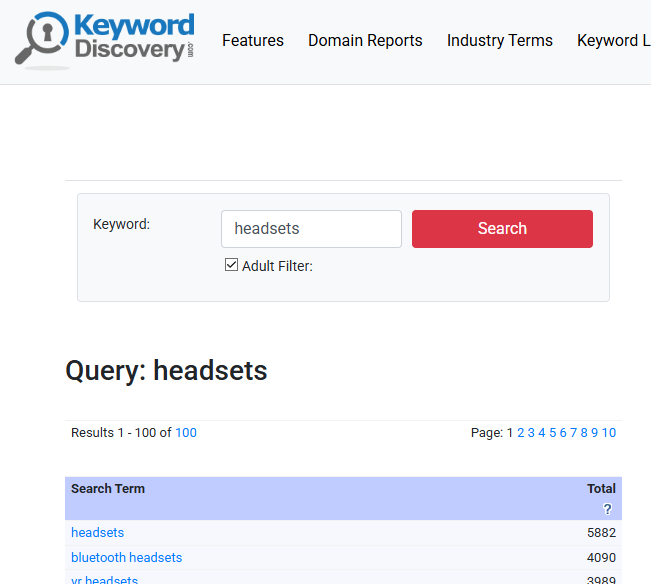 Keyword
Discovery.com
Features Domain Reports Industry Terms Keyword L
Keyword: headsets Search
Adult Filter:
Query: headsets
Results 1 - 100 of 100 Page: 1 2 3 4 5 6 7 8 9 10
Search Term Total
?
headsets 5882
bluetooth headsets 4090
vr headsets 3989